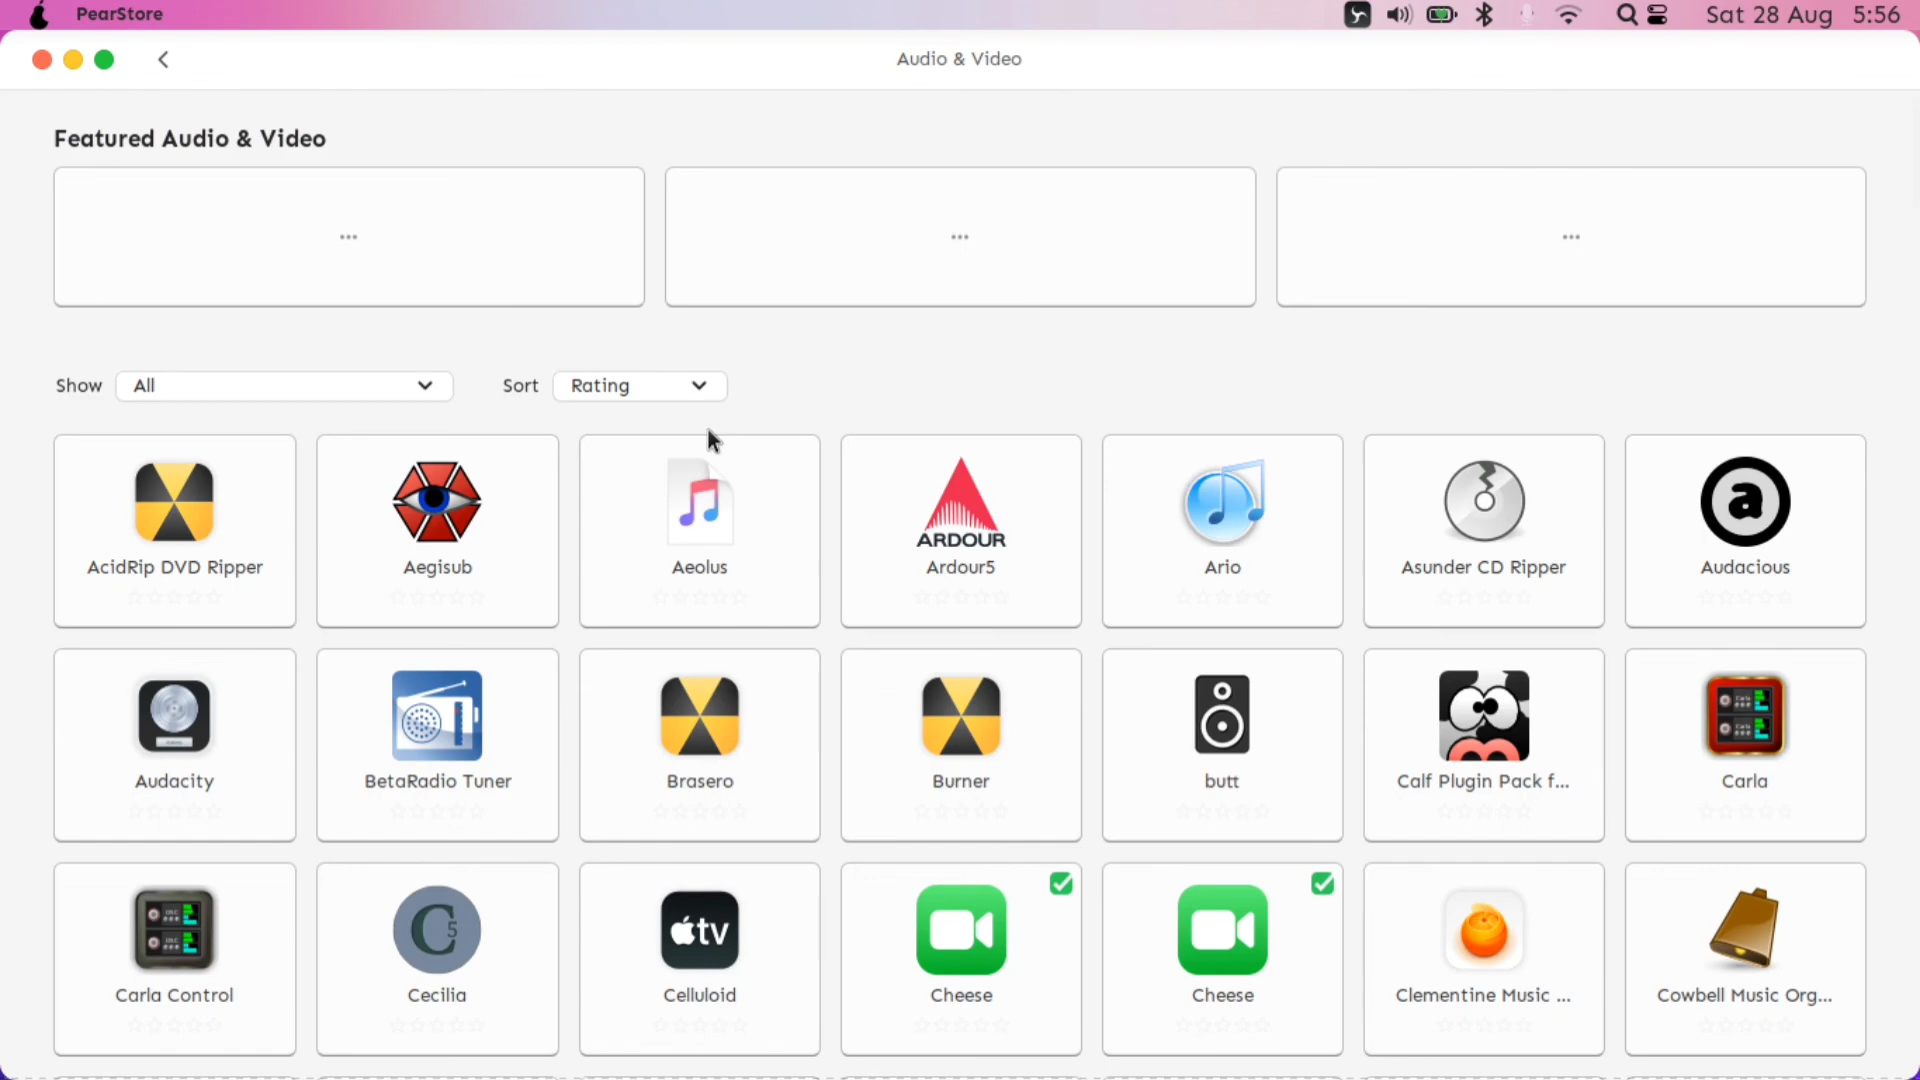 PearStore
Sat 28 Aug 5:56
Audio & Video
Featured Audio & Video
...
...
...
Show All Sort Rating
ARDOUR
a
AcidRip DVD Ripper
Aegisub
Aeolus
Ardour5
Ario
Asunder CD Ripper
Audacious
Audacity
BetaRadio Tuner
Brasero
Burner
butt
Calf Plugin Pack f...
Carla
C5
tv
Carla Control
Cecilia
Celluloid
Cheese
Cheese
Clementine Music ...
Cowbell Music Org...